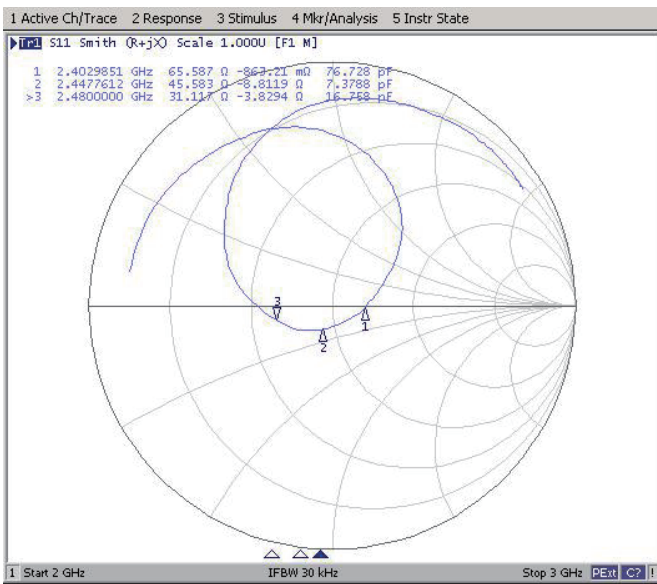 1 Active Ch/Trace 2 Response 3 Stimulus 4 Mkr/Analysis 5 Instr State
Tr1 S11 Smith (R+jX) Scale 1.000U [F1 M]
1 2.4029851 GHz 65.587 Ω -863.21 mΩ 76.728 pF
2 2.4477612 GHz 45.583 Ω -8.8119 Ω 7.3788 pF
>3 2.4800000 GHz 31.117 Ω -3.8294 Ω 16.758 pF
3
1
2
1 Start 2 GHz IFBW 30 kHz Stop 3 GHz PExt C? !